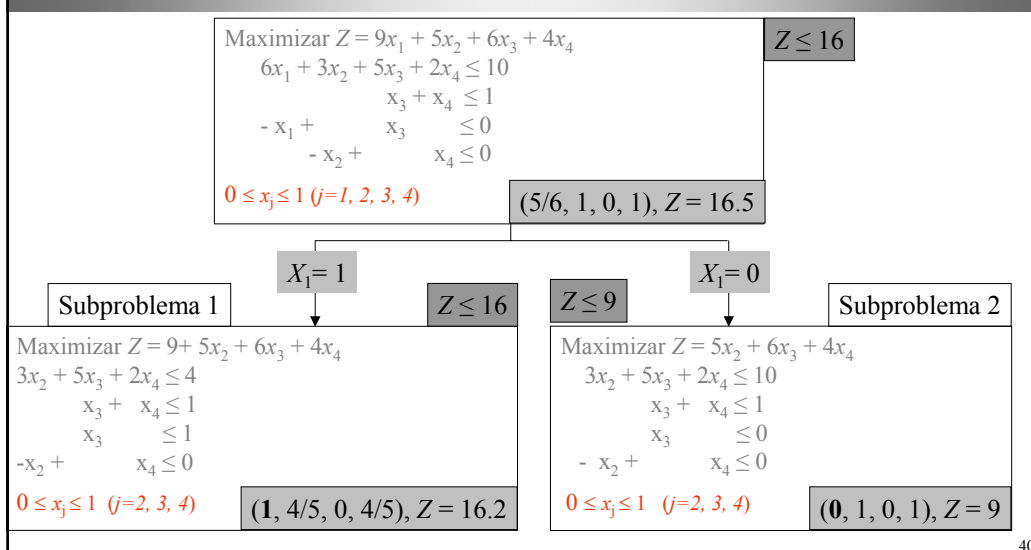 Maximizar Z = 9x₁ + 5x₂ + 6x₃ + 4x₄
Z ≤ 16
6x₁ + 3x₂ + 5x₃ + 2x₄ ≤ 10
x₃ + x₄ ≤ 1
- x₁ + x₃ ≤ 0
- x₂ + x₄ ≤ 0
0 ≤ xⱼ ≤ 1 (j=1, 2, 3, 4)
(5/6, 1, 0, 1), Z = 16.5
X₁= 1
X₁= 0
Subproblema 1
Z ≤ 16
Maximizar Z = 9+ 5x₂ + 6x₃ + 4x₄
3x₂ + 5x₃ + 2x₄ ≤ 4
x₃ + x₄ ≤ 1
x₃ ≤ 1
-x₂ + x₄ ≤ 0
0 ≤ xⱼ ≤ 1 (j=2, 3, 4)
(1, 4/5, 0, 4/5), Z = 16.2
Z ≤ 9
Subproblema 2
Maximizar Z = 5x₂ + 6x₃ + 4x₄
3x₂ + 5x₃ + 2x₄ ≤ 10
x₃ + x₄ ≤ 1
x₃ ≤ 0
- x₂ + x₄ ≤ 0
0 ≤ xⱼ ≤ 1 (j=2, 3, 4)
(0, 1, 0, 1), Z = 9